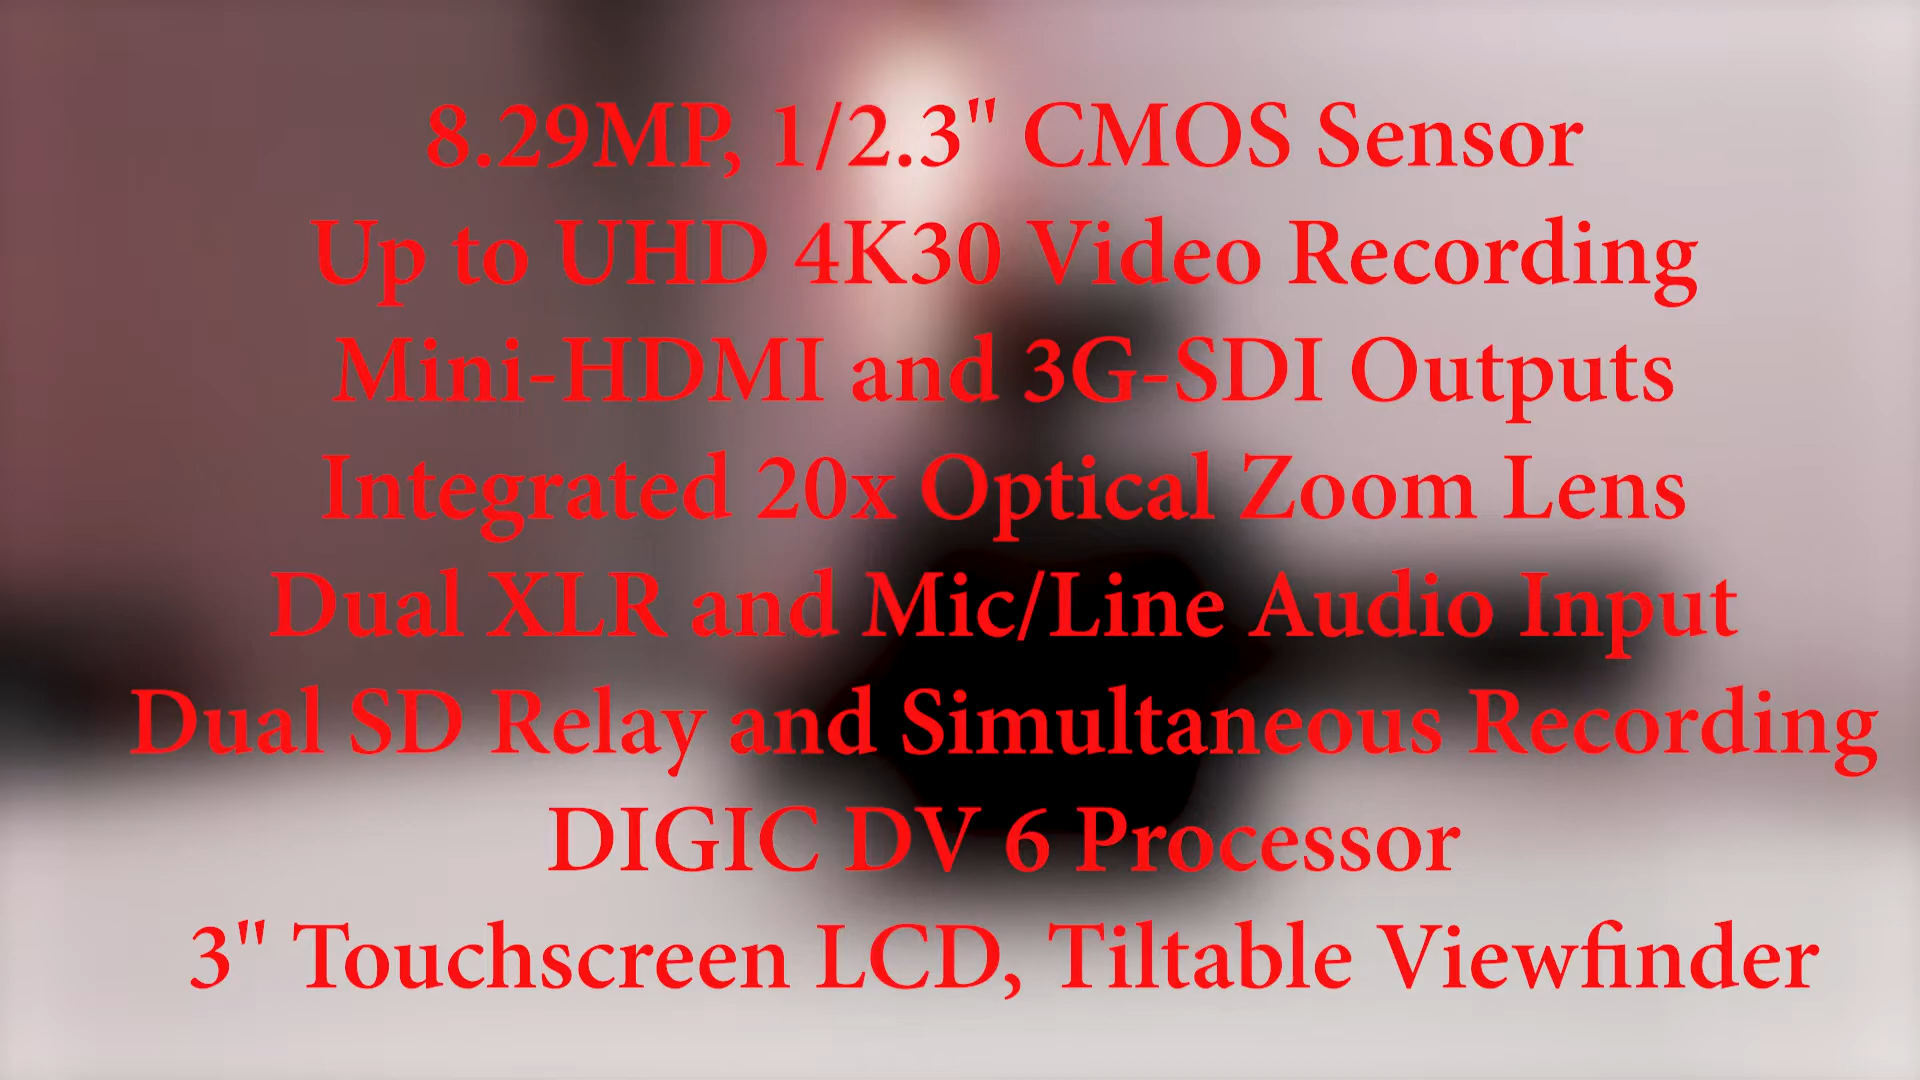 8.29MP, 1/2.3" CMOS Sensor
Up to UHD 4K30 Video Recording
Mini-HDMI and 3G-SDI Outputs
Integrated 20x Optical Zoom Lens
Dual XLR and Mic/Line Audio Input
Dual SD Relay and Simultaneous Recording
DIGIC DV 6 Processor
3" Touchscreen LCD, Tiltable Viewfinder